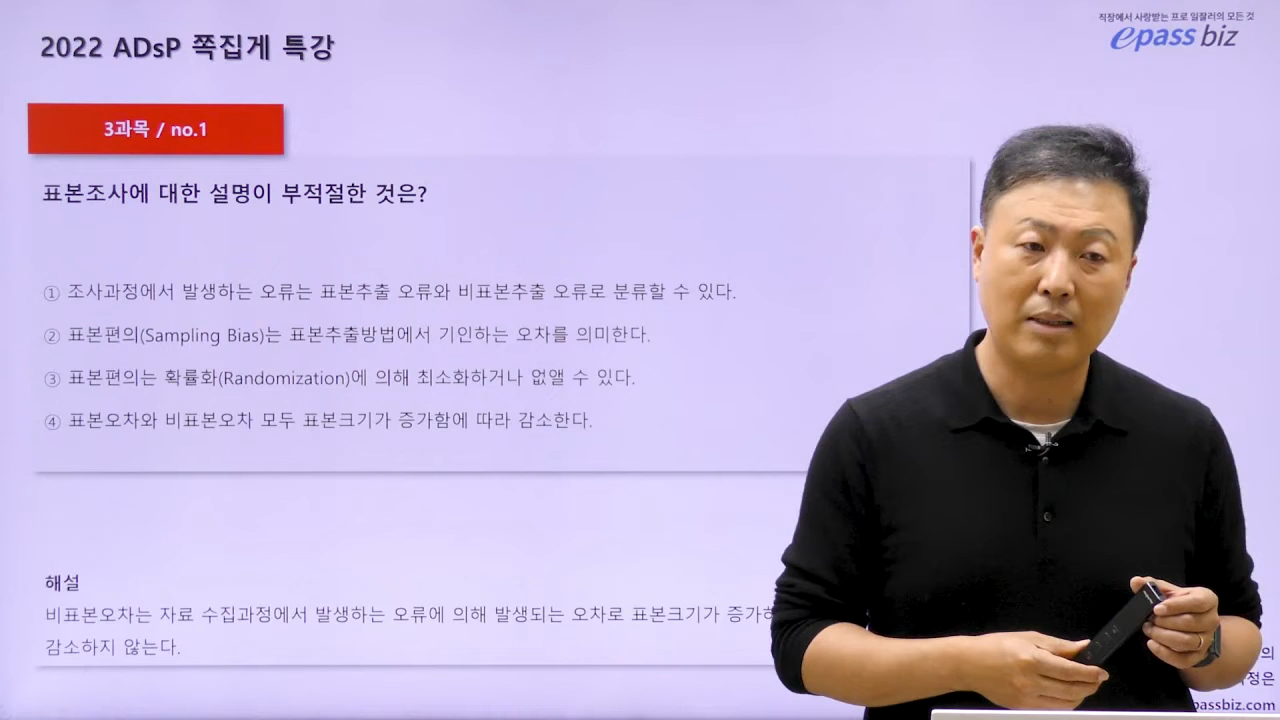 직장에서 사랑받는 프로 일잘러의 모든 것
epass biz
2022 ADsP 쪽집게 특강
3과목 / no.1
표본조사에 대한 설명이 부적절한 것은?
① 조사과정에서 발생하는 오류는 표본추출 오류와 비표본추출 오류로 분류할 수 있다.
② 표본편의(Sampling Bias)는 표본추출방법에서 기인하는 오차를 의미한다.
③ 표본편의는 확률화(Randomization)에 의해 최소화하거나 없앨 수 있다.
④ 표본오차와 비표본오차 모두 표본크기가 증가함에 따라 감소한다.
해설
비표본오차는 자료 수집과정에서 발생하는 오류에 의해 발생되는 오차로 표본크기가
감소하지 않는다.
의
정은
passbiz.com